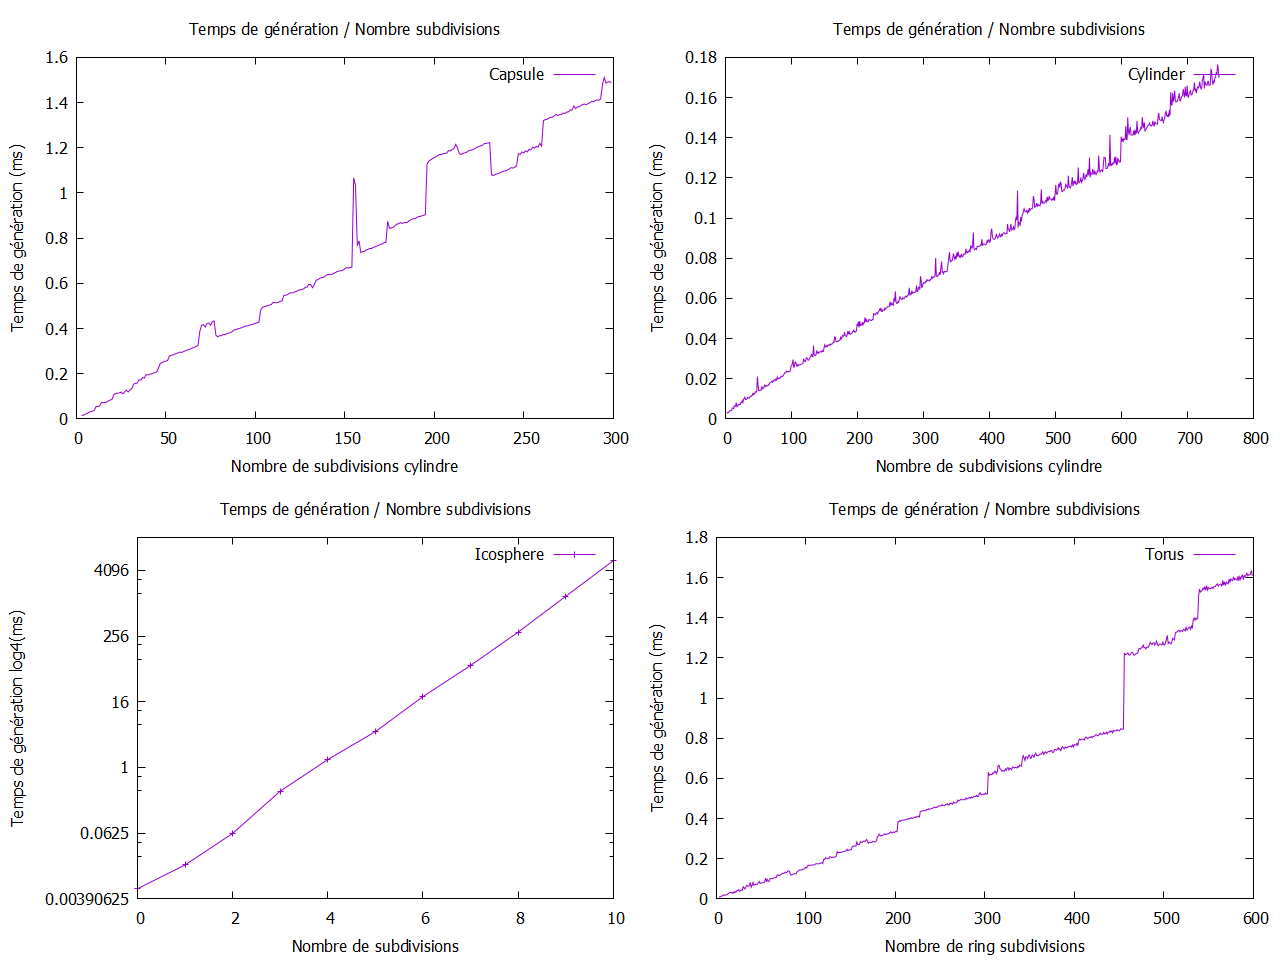 Temps de génération / Nombre subdivisions
Capsule
Temps de génération (ms)
1.6
1.4
1.2
1
0.8
0.6
0.4
0.2
0
0 50 100 150 200 250 300
Nombre de subdivisions cylindre
Temps de génération / Nombre subdivisions
Cylinder
Temps de génération (ms)
0.18
0.16
0.14
0.12
0.1
0.08
0.06
0.04
0.02
0
0 100 200 300 400 500 600 700 800
Nombre de subdivisions cylindre
Temps de génération / Nombre subdivisions
Icosphere
Temps de génération log4(ms)
4096
256
16
1
0.0625
0.00390625
0 2 4 6 8 10
Nombre de subdivisions
Temps de génération / Nombre subdivisions
Torus
Temps de génération (ms)
1.8
1.6
1.4
1.2
1
0.8
0.6
0.4
0.2
0
0 100 200 300 400 500 600
Nombre de ring subdivisions